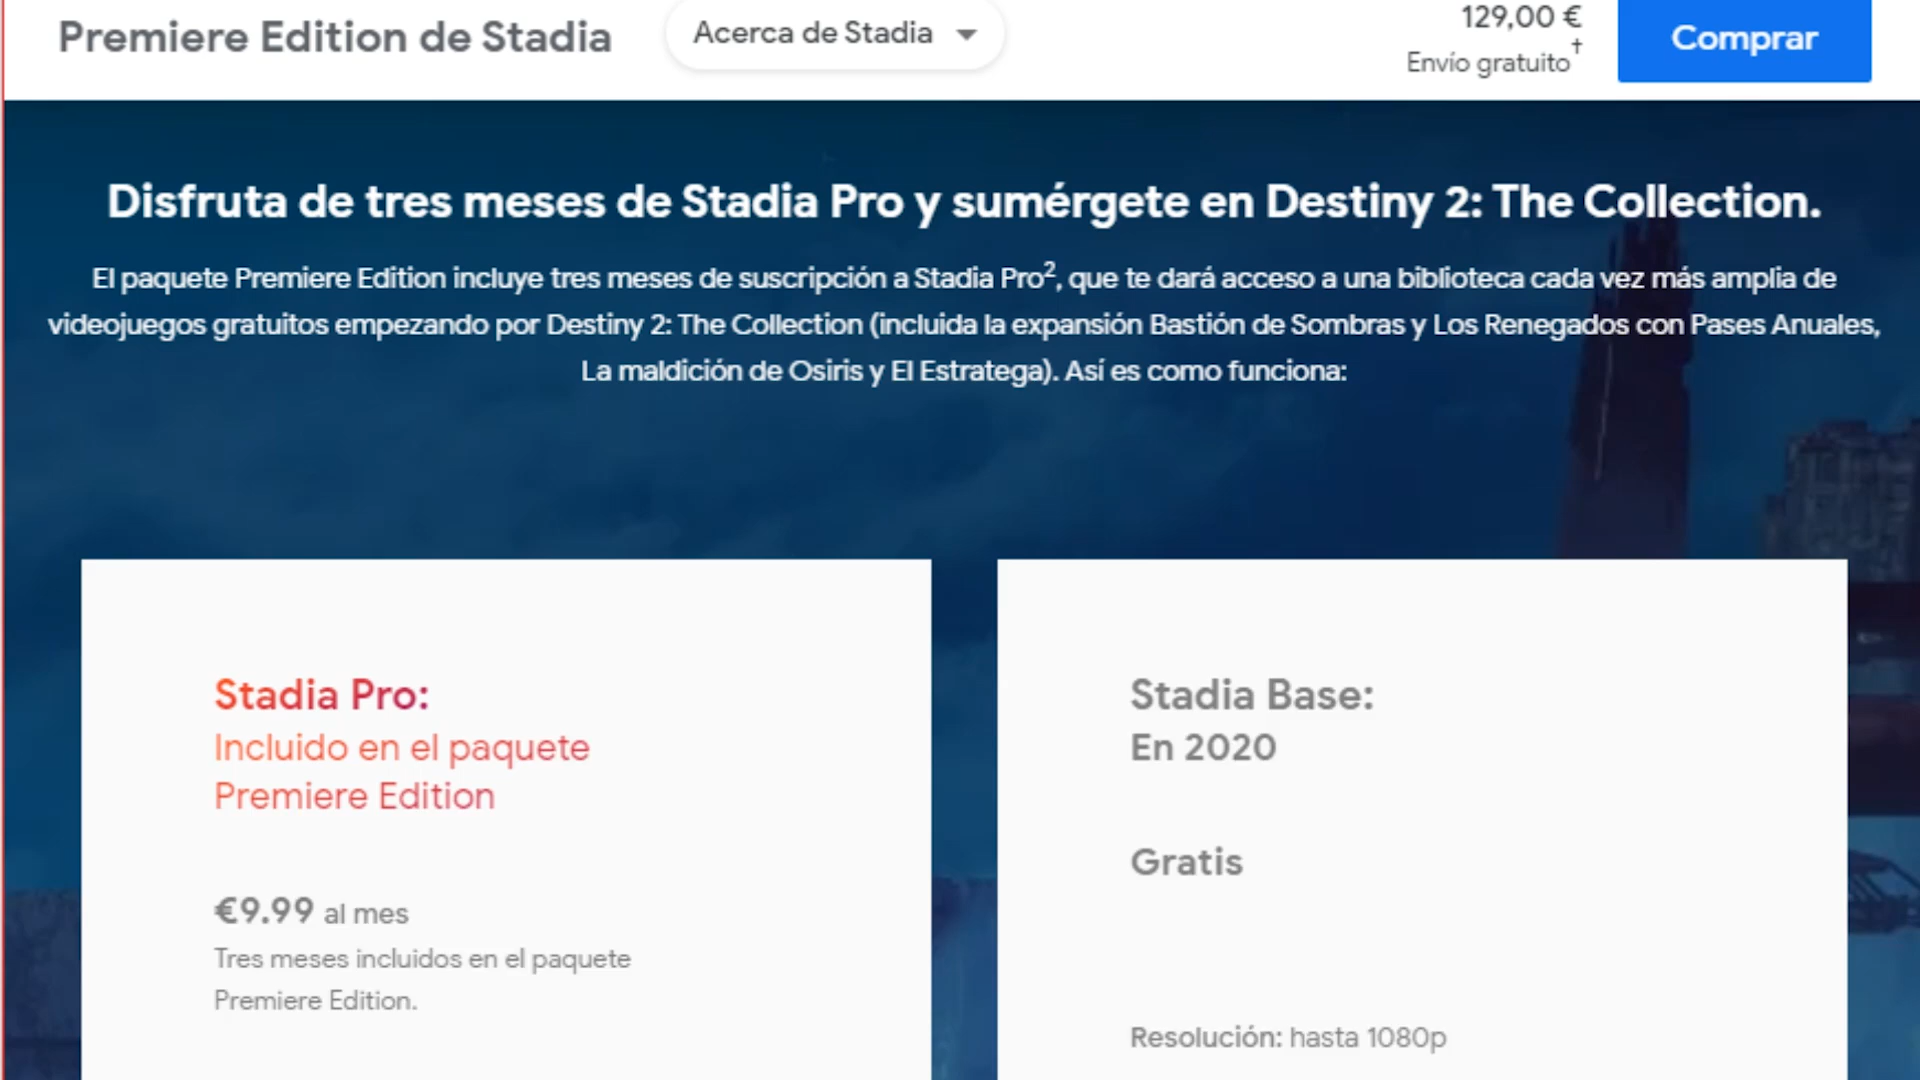 Premiere Edition de Stadia
Acerca de Stadia
129,00 €
Envío gratuito†
Comprar
Disfruta de tres meses de Stadia Pro y sumérgete en Destiny 2: The Collection.
El paquete Premiere Edition incluye tres meses de suscripción a Stadia Pro², que te dará acceso a una biblioteca cada vez más amplia de
videojuegos gratuitos empezando por Destiny 2: The Collection (incluida la expansión Bastión de Sombras y Los Renegados con Pases Anuales,
La maldición de Osiris y El Estratega). Así es como funciona:
Stadia Pro:
Incluido en el paquete
Premiere Edition
€9.99 al mes
Tres meses incluidos en el paquete
Premiere Edition.
Stadia Base:
En 2020
Gratis
Resolución: hasta 1080p